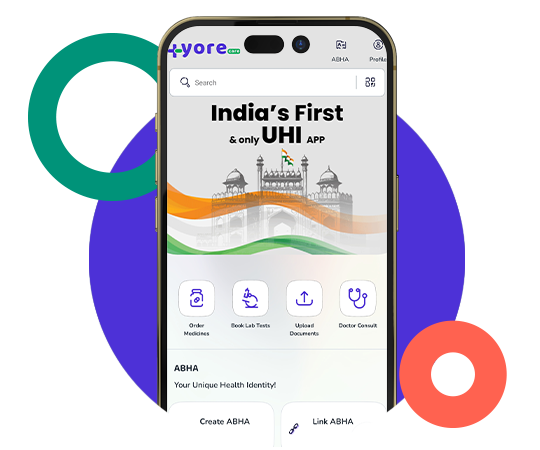 +yore care
ABHA
Profile
Search
India's First
& only UHI APP
Order Medicines
Book Lab Tests
Upload Documents
Doctor Consult
ABHA
Your Unique Health Identity!
Create ABHA
Link ABHA